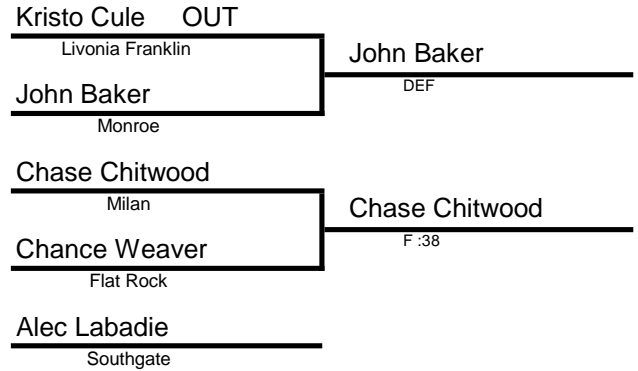 Kristo Cule OUT
Livonia Franklin
John Baker
DEF
John Baker
Monroe
Chase Chitwood
Milan
Chase Chitwood
F :38
Chance Weaver
Flat Rock
Alec Labadie
Southgate